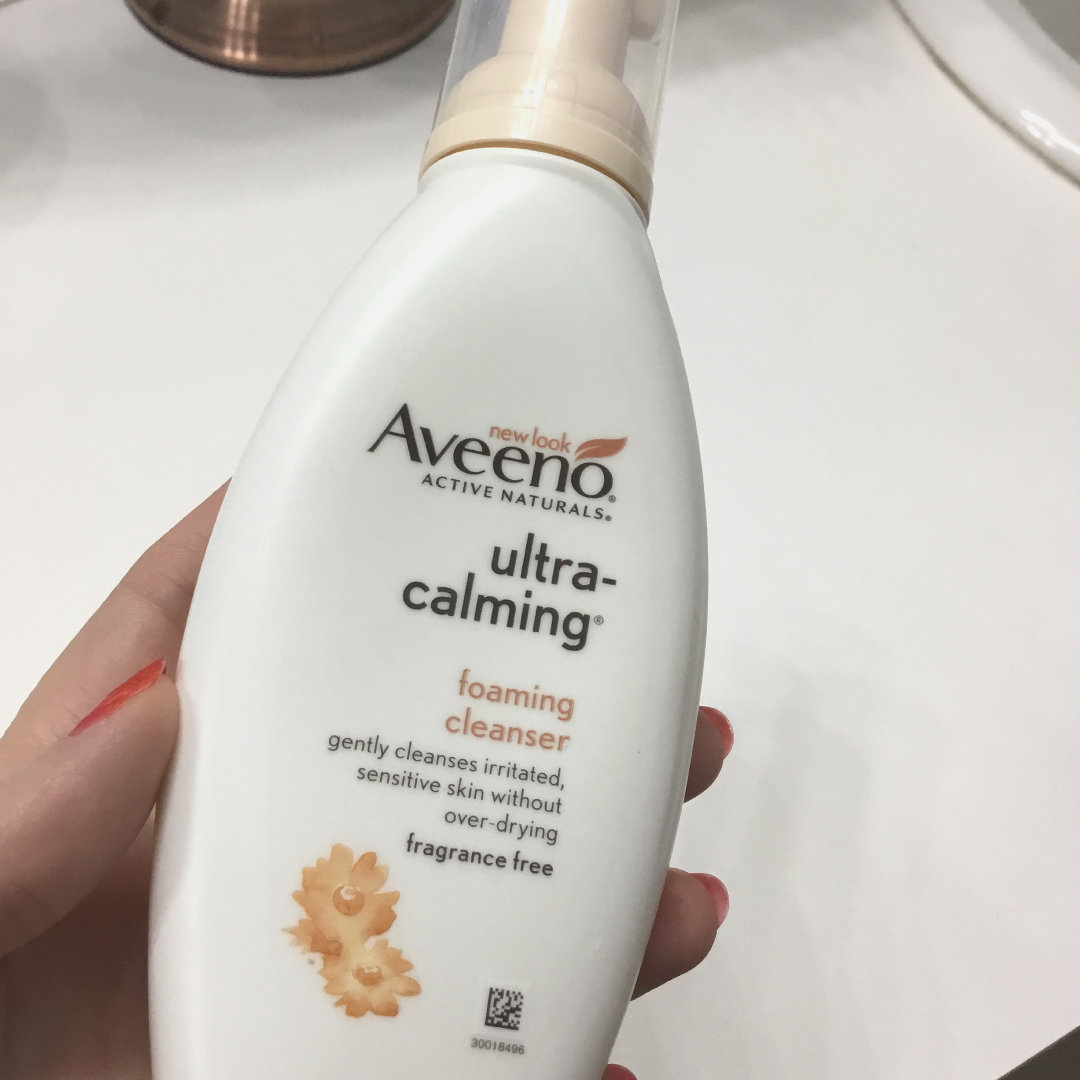 new look
Aveeno®
ACTIVE NATURALS®
ultra-
calming®
foaming
cleanser
gently cleanses irritated,
sensitive skin without
over-drying
fragrance free
30018496